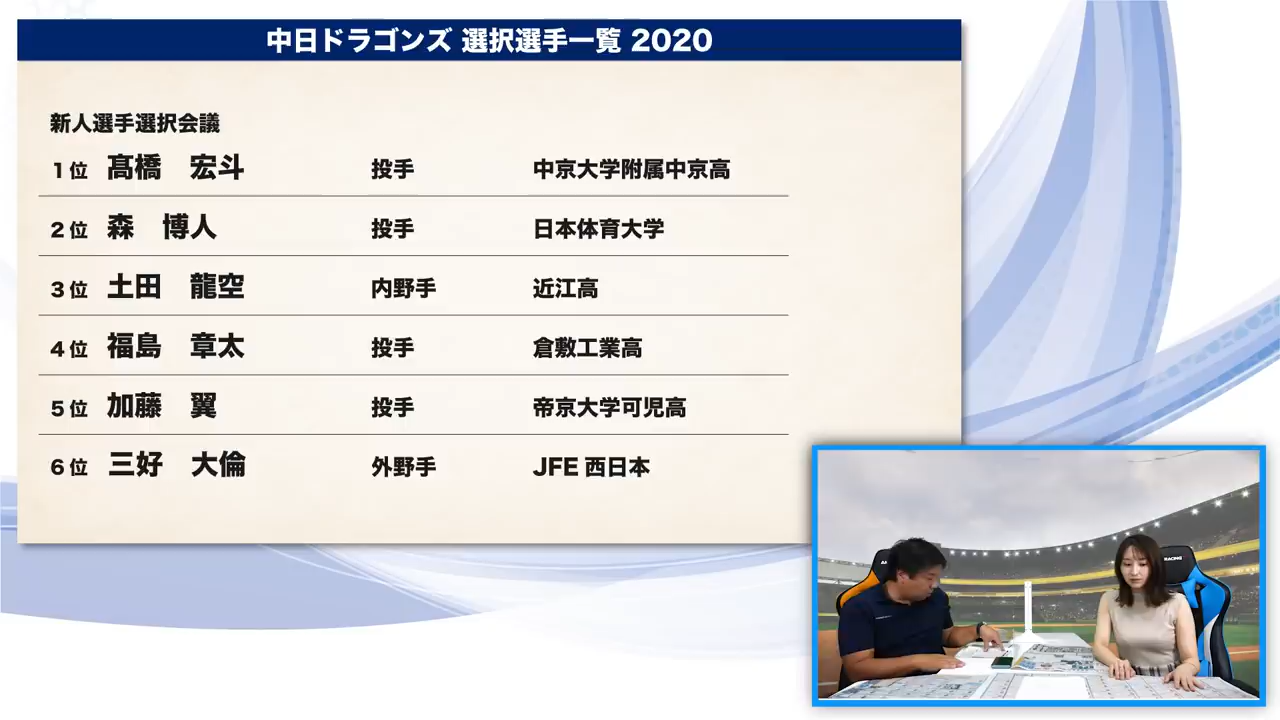 中日ドラゴンズ 選択選手一覧 2020
新人選手選択会議
1位 髙橋 宏斗 投手 中京大学附属中京高
2位 森 博人 投手 日本体育大学
3位 土田 龍空 内野手 近江高
4位 福島 章太 投手 倉敷工業高
5位 加藤 翼 投手 帝京大学可児高
6位 三好 大倫 外野手 JFE 西日本
RACING